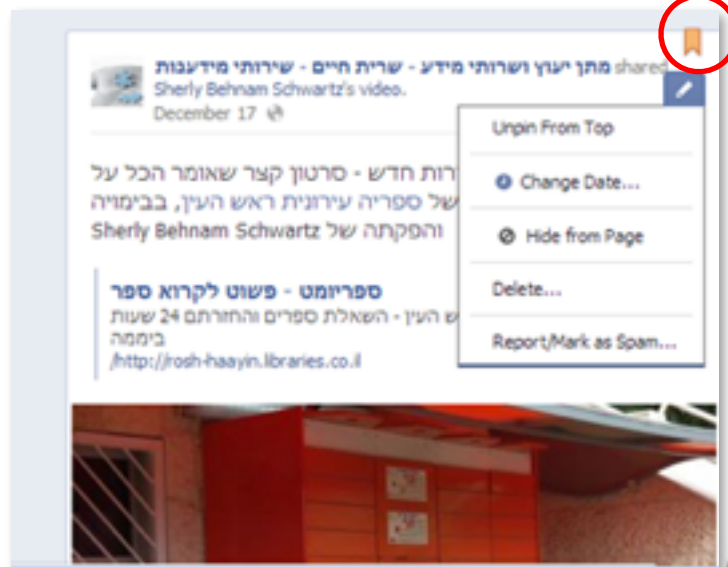 מתן יעוץ ושרותי מידע - שרית חיים - שירותי מידענות shared
Sherly Behnam Schwartz's video.
December 17
Unpin From Top
Change Date...
Hide from Page
Delete...
Report/Mark as Spam...
רות חדש - סרטון קצר שאומר הכל על
של ספריה עירונית ראש העין, בבימויה
והפקתה של Sherly Behnam Schwartz
ספריומט - פשוט לקרוא ספר
ש העין - השאלת ספרים והחזרתם 24 שעות
ביממה
/http://rosh-haayin.libraries.co.il